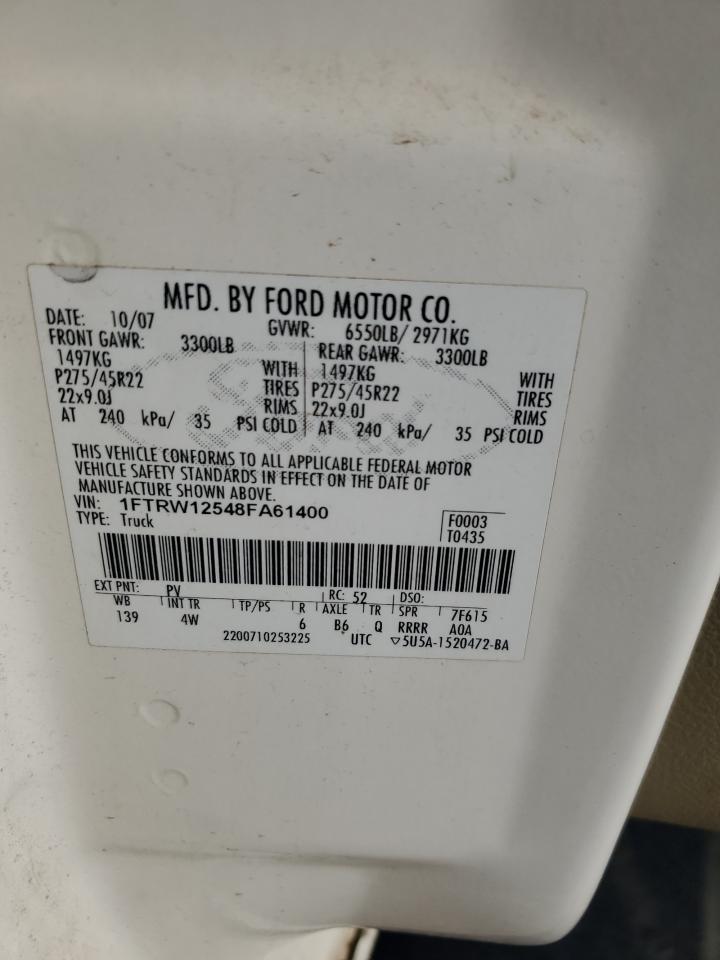 MFD. BY FORD MOTOR CO.
DATE: 10/07 GVWR: 6550LB/ 2971KG
FRONT GAWR: 3300LB REAR GAWR: 3300LB
1497KG WITH 1497KG WITH
P275/45R22 TIRES P275/45R22 TIRES
22x9.0J RIMS 22x9.0J RIMS
AT 240 kPa/ 35 PSI COLD AT 240 kPa/ 35 PSI COLD
THIS VEHICLE CONFORMS TO ALL APPLICABLE FEDERAL MOTOR
VEHICLE SAFETY STANDARDS IN EFFECT ON THE DATE OF
MANUFACTURE SHOWN ABOVE.
VIN: 1FTRW12548FA61400 F0003
TYPE: Truck T0435
EXT PNT: PV RC: 52 DSO:
WB INT TR TP/PS R AXLE TR SPR 7F615
139 4W 6 B6 Q RRRR A0A
2200710253225 UTC ▽5U5A-1520472-BA